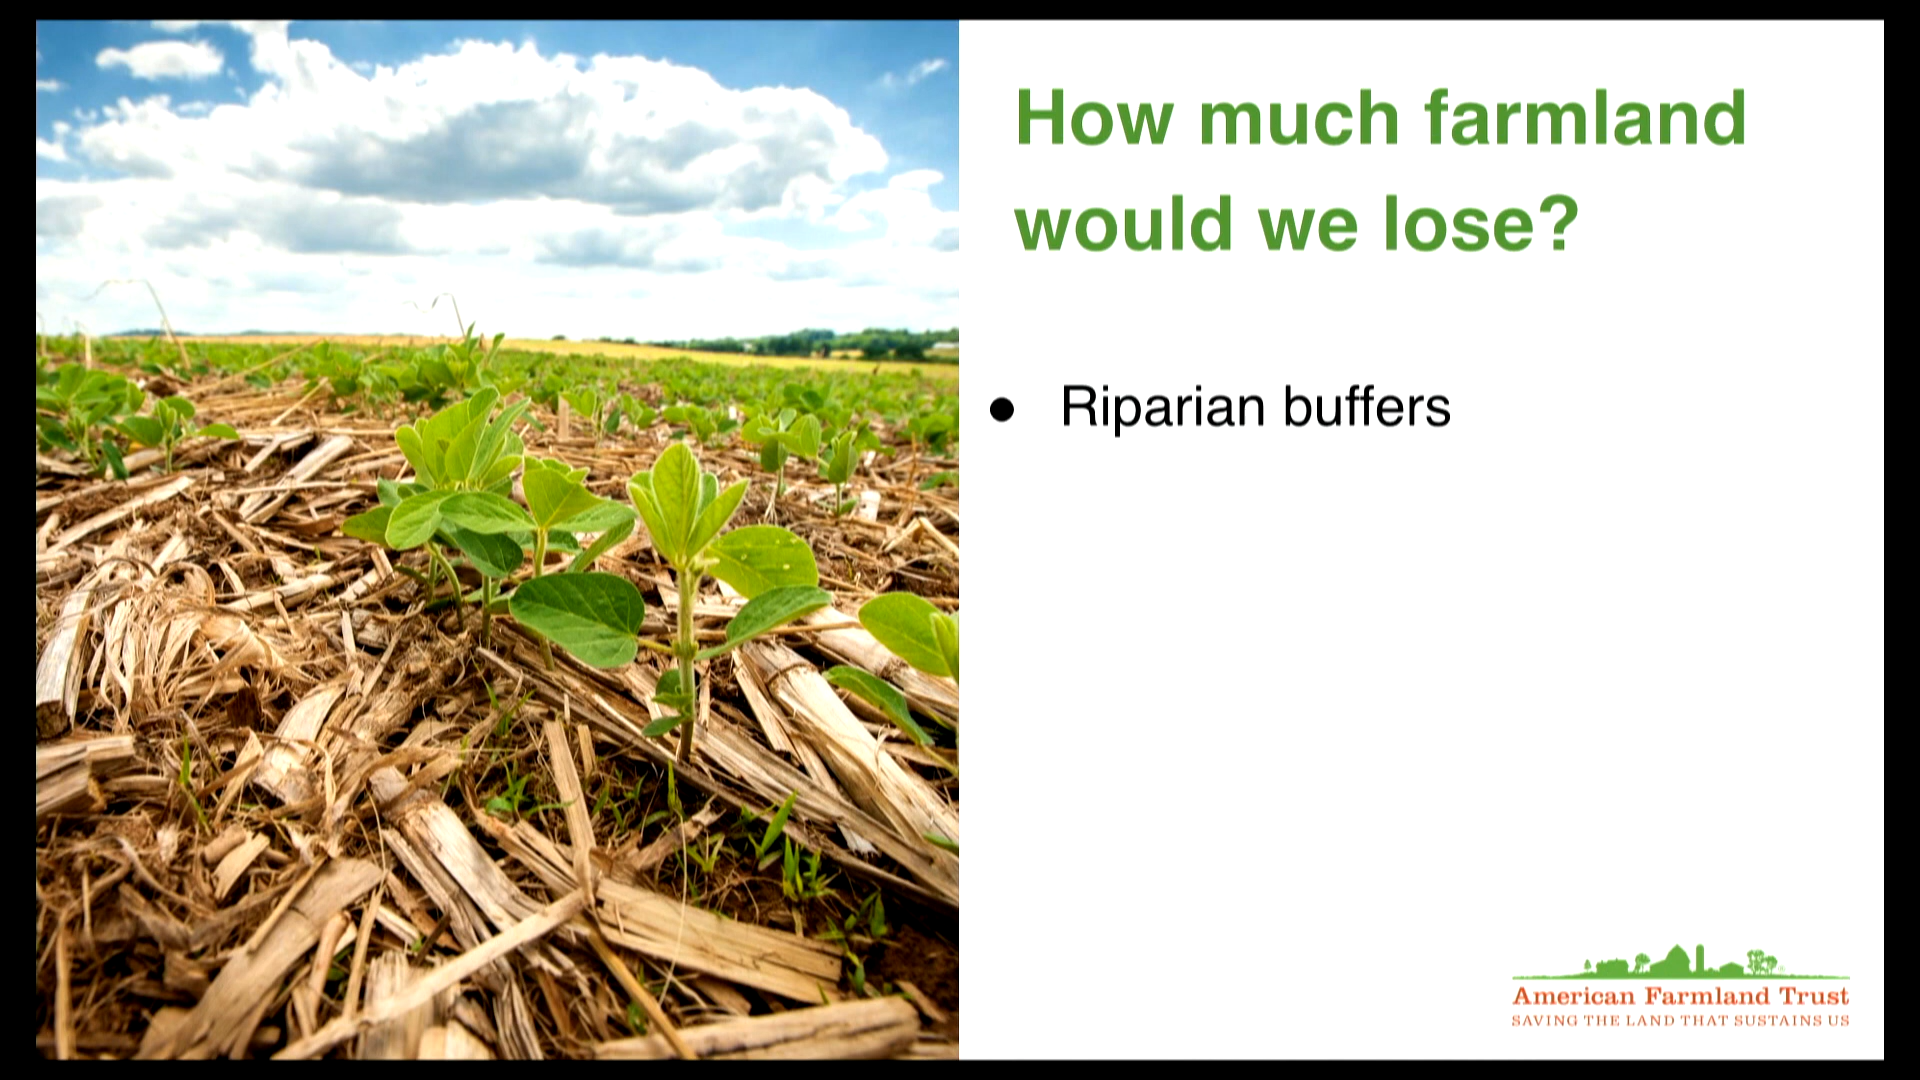 How much farmland
would we lose?
● Riparian buffers
American Farmland Trust
SAVING THE LAND THAT SUSTAINS US